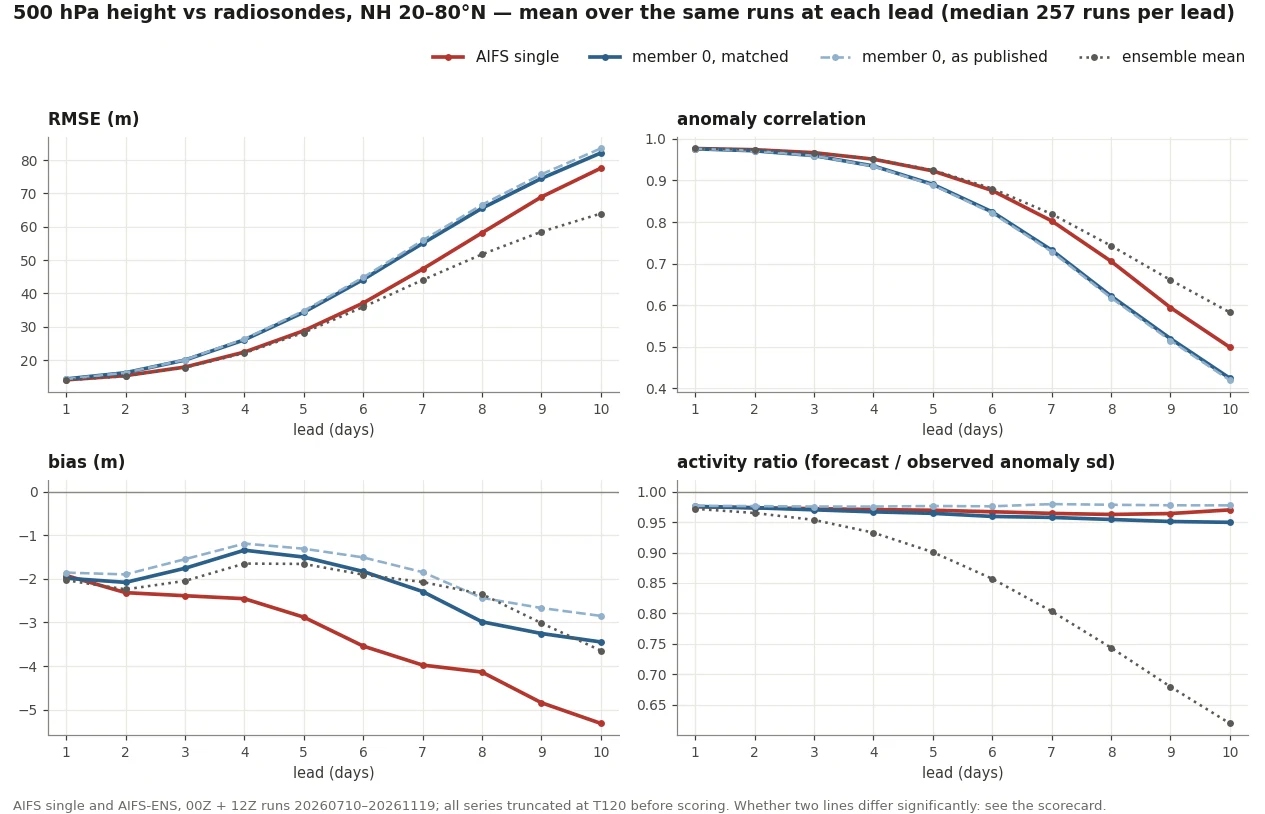 500 hPa height vs radiosondes, NH 20–80°N — mean over the same runs at each lead (median 257 runs per lead)
AIFS single member 0, matched member 0, as published ensemble mean
RMSE (m)
80
70
60
50
40
30
20
1 2 3 4 5 6 7 8 9 10
lead (days)
anomaly correlation
1.0
0.9
0.8
0.7
0.6
0.5
0.4
1 2 3 4 5 6 7 8 9 10
lead (days)
bias (m)
0
−1
−2
−3
−4
−5
1 2 3 4 5 6 7 8 9 10
lead (days)
activity ratio (forecast / observed anomaly sd)
1.00
0.95
0.90
0.85
0.80
0.75
0.70
0.65
1 2 3 4 5 6 7 8 9 10
lead (days)
AIFS single and AIFS-ENS, 00Z + 12Z runs 20260710–20261119; all series truncated at T120 before scoring. Whether two lines differ significantly: see the scorecard.